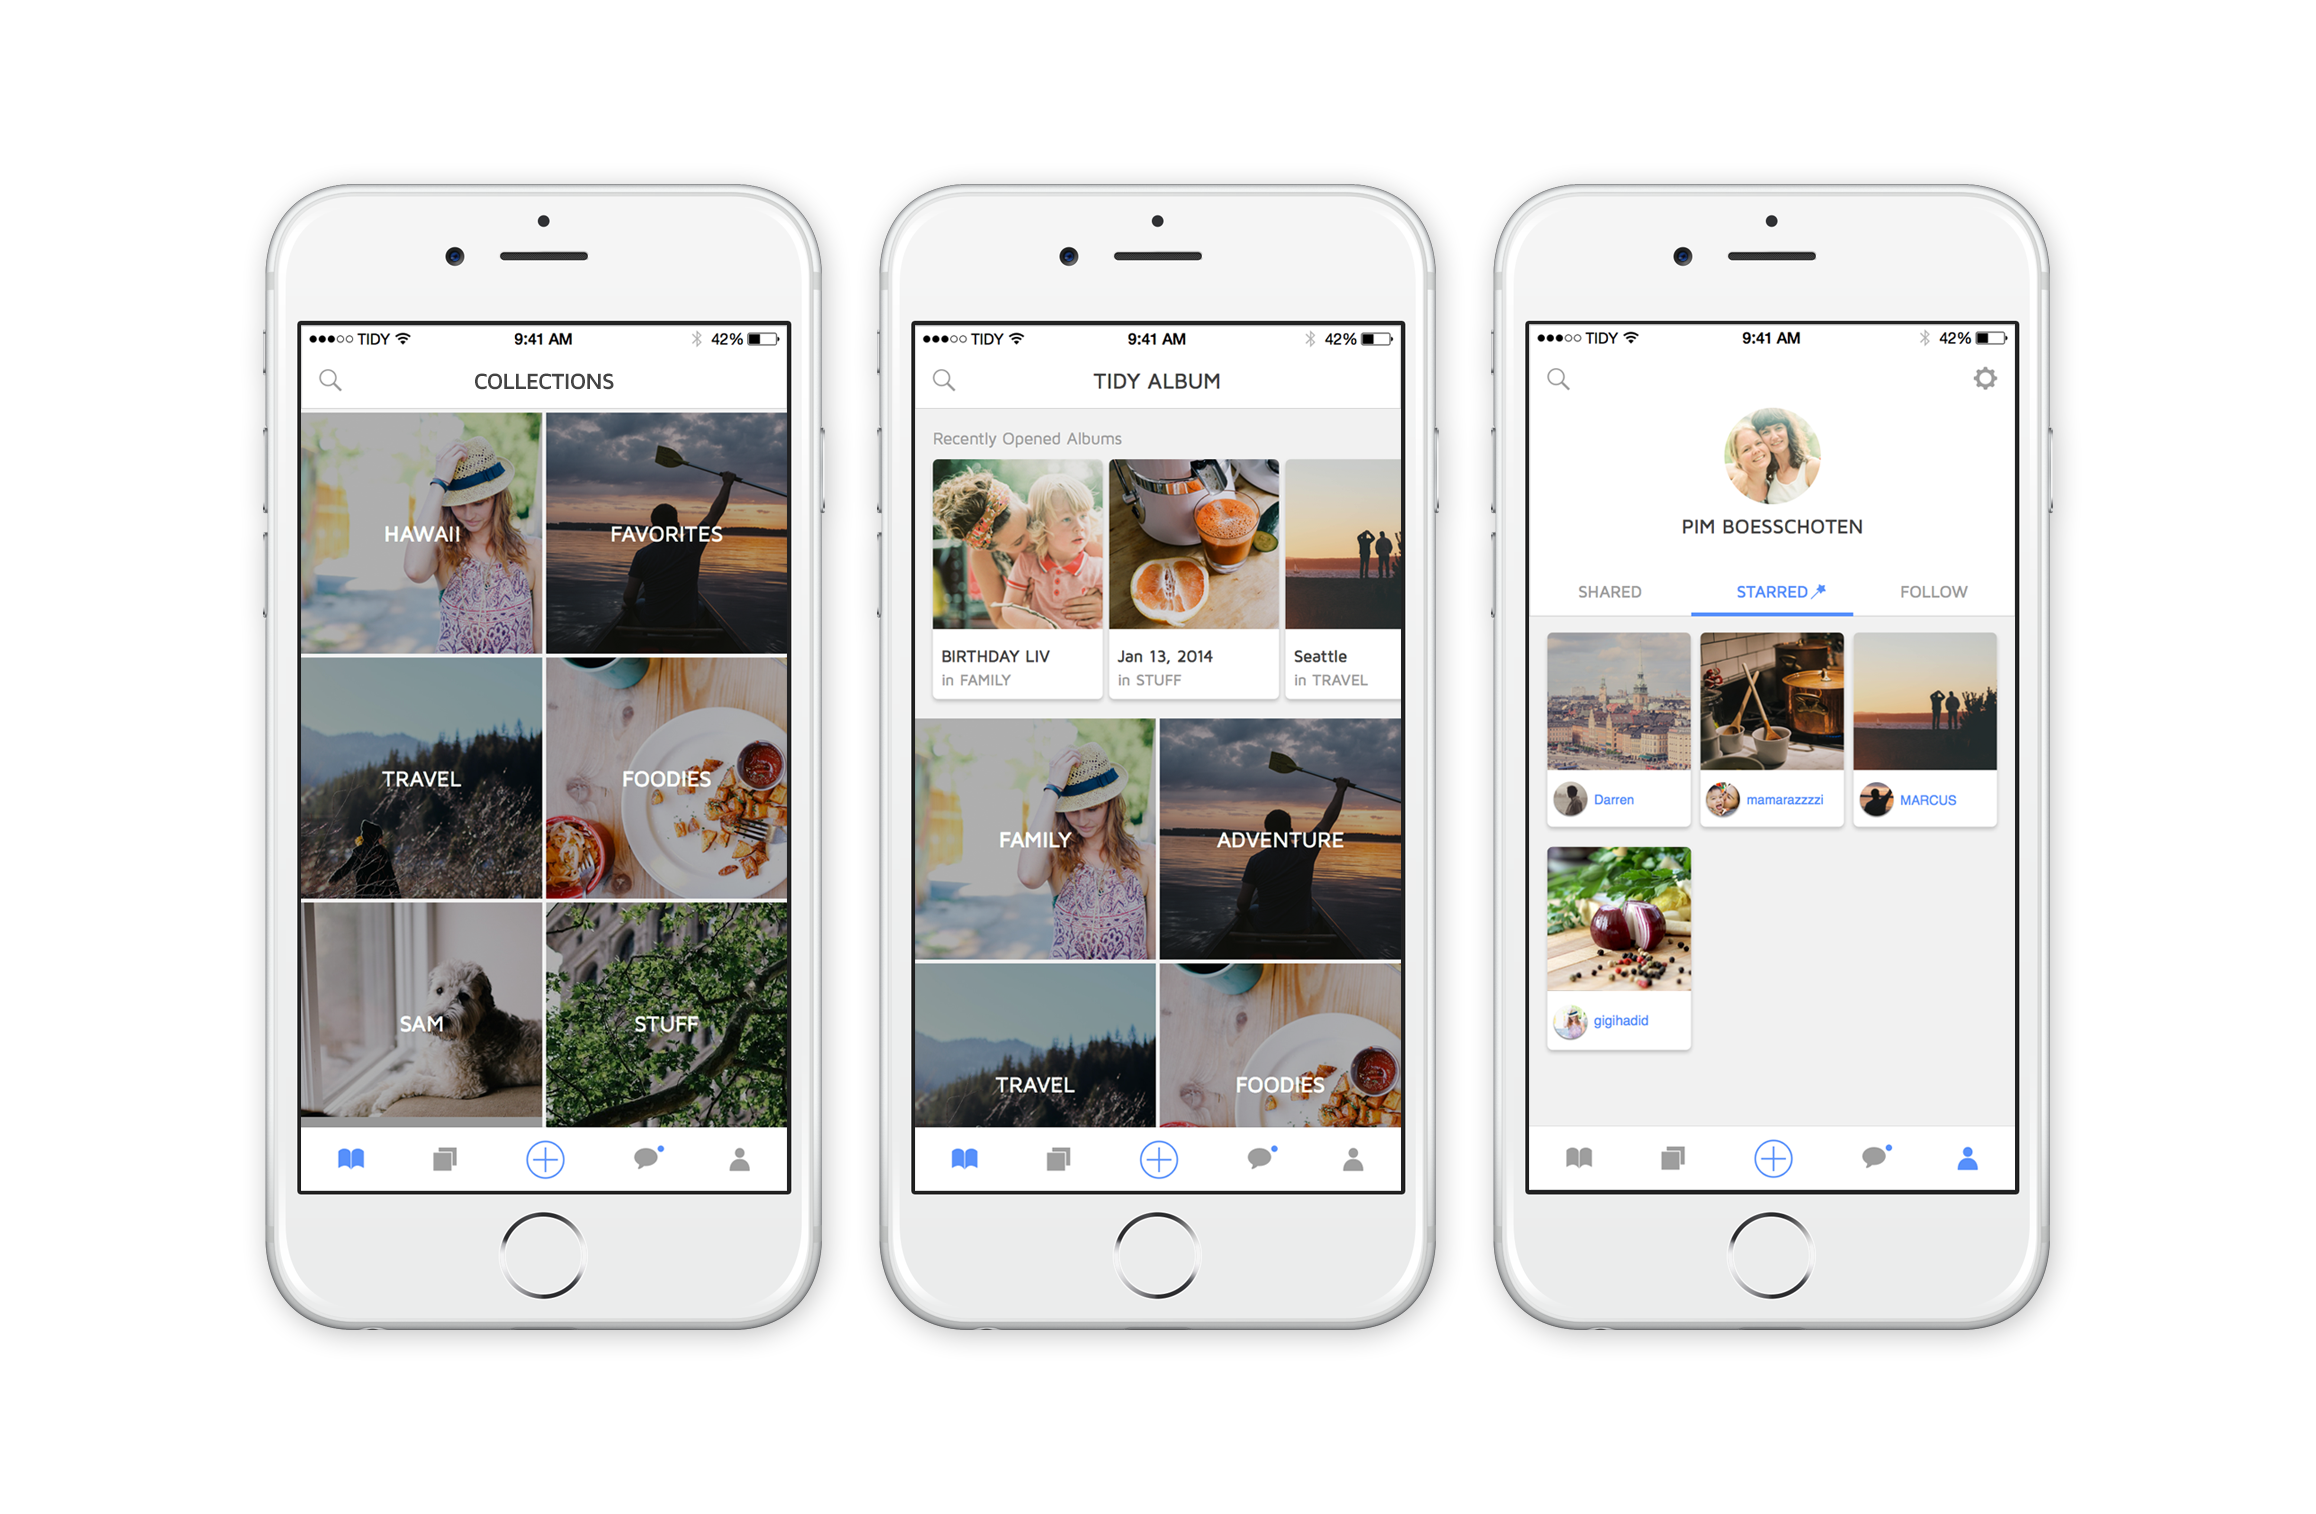 TIDY 9:41 AM 42%
COLLECTIONS
HAWAII FAVORITES
TRAVEL FOODIES
SAM STUFF
TIDY 9:41 AM 42%
TIDY ALBUM
Recently Opened Albums
BIRTHDAY LIV Jan 13, 2014 Seattle
in FAMILY in STUFF in TRAVEL
FAMILY ADVENTURE
TRAVEL FOODIES
TIDY 9:41 AM 42%
PIM BOESSCHOTEN
SHARED STARRED FOLLOW
Darren mamarazzzzi MARCUS
gigihadid